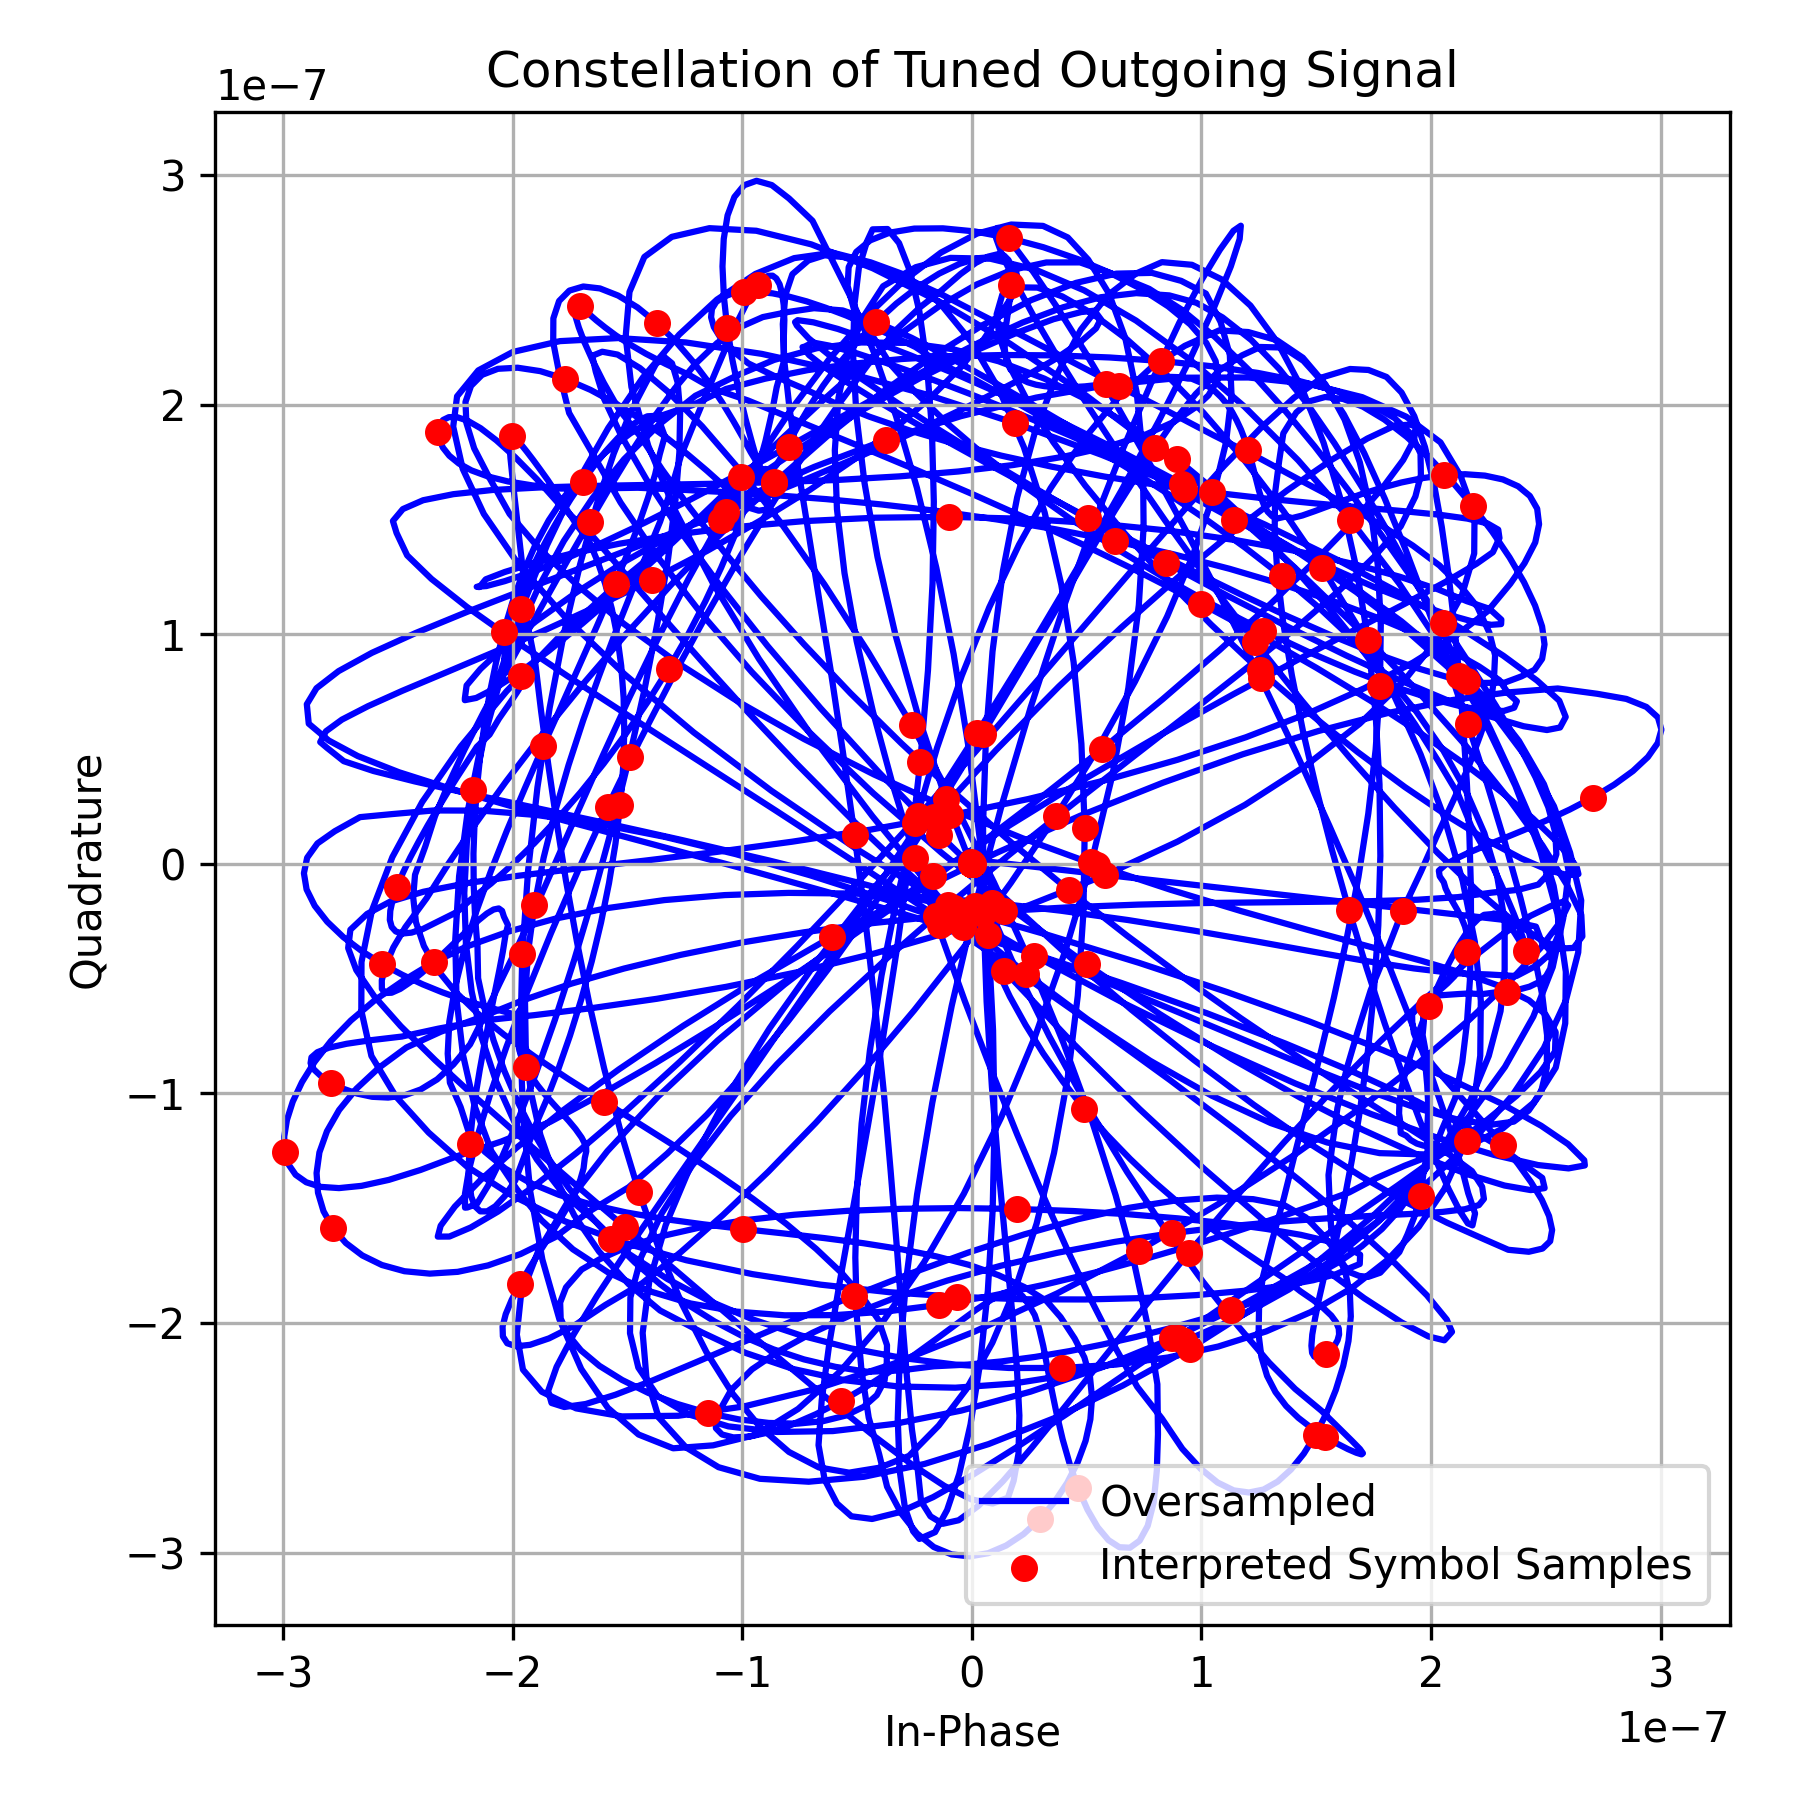 Constellation of Tuned Outgoing Signal
1e−7
3
2
1
0
−1
−2
−3
Quadrature
Oversampled
Interpreted Symbol Samples
−3 −2 −1 0 1 2 3
In-Phase
1e−7